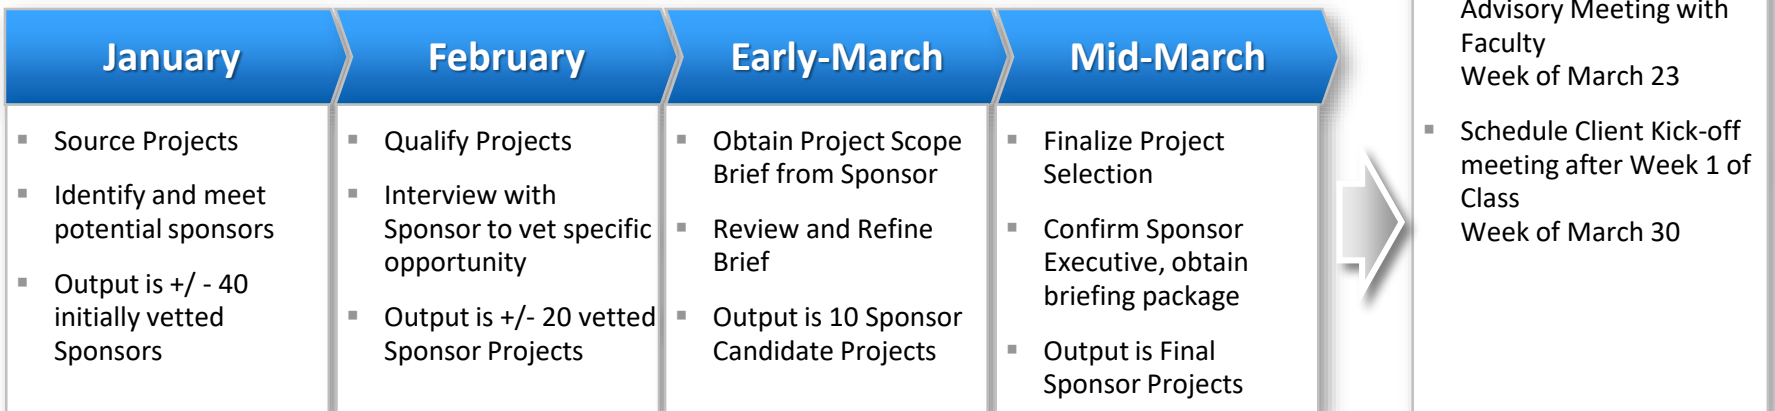 January
Source Projects
Identify and meet
potential sponsors
Output is +/ - 40
initially vetted
Sponsors
February
Qualify Projects
Interview with
Sponsor to vet specific
opportunity
Output is +/- 20 vetted
Sponsor Projects
Early-March
Obtain Project Scope
Brief from Sponsor
Review and Refine
Brief
Output is 10 Sponsor
Candidate Projects
Mid-March
Finalize Project
Selection
Confirm Sponsor
Executive, obtain
briefing package
Output is Final
Sponsor Projects
Advisory Meeting with
Faculty
Week of March 23
Schedule Client Kick-off
meeting after Week 1 of
Class
Week of March 30